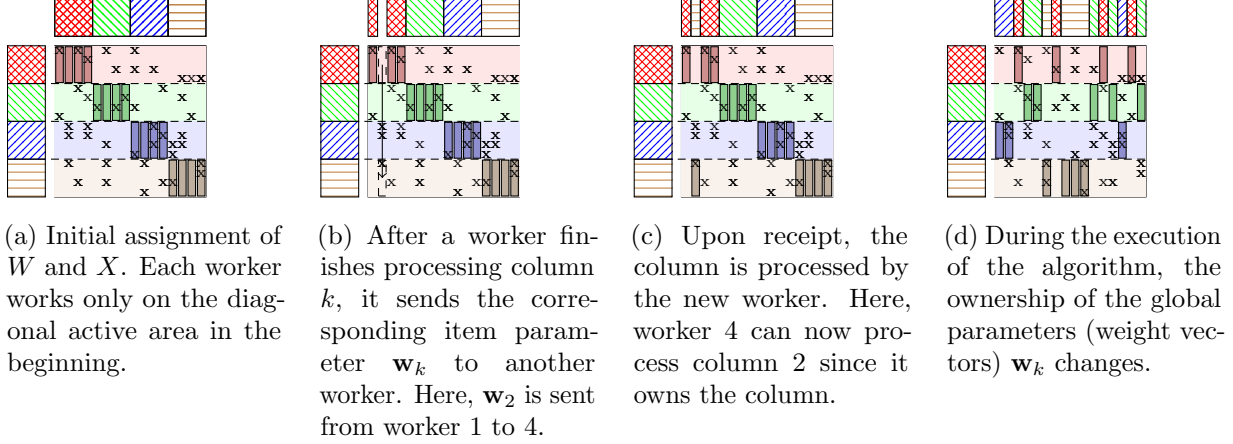 (a) Initial assignment of
W and X. Each worker
works only on the diag-
onal active area in the
beginning.
(b) After a worker fin-
ishes processing column
k, it sends the corre-
sponding item param-
eter w_k to another
worker. Here, w_2 is sent
from worker 1 to 4.
(c) Upon receipt, the
column is processed by
the new worker. Here,
worker 4 can now pro-
cess column 2 since it
owns the column.
(d) During the execution
of the algorithm, the
ownership of the global
parameters (weight vec-
tors) w_k changes.